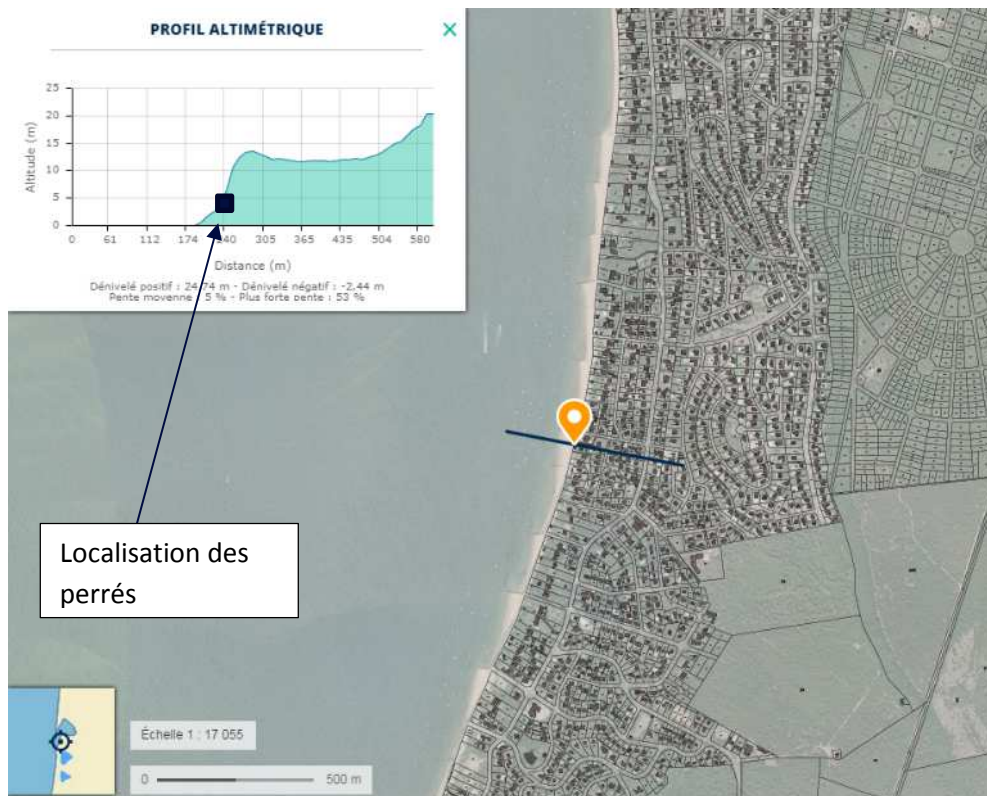 PROFIL ALTIMÉTRIQUE
×
25
20
15
10
5
0
Altitude (m)
0 61 112 174 240 305 365 435 504 580
Distance (m)
Dénivelé positif : 24,74 m - Dénivelé négatif : -2,44 m
Pente moyenne : 5 % - Plus forte pente : 53 %
Localisation des
perrés
Échelle 1 : 17 055
0 500 m